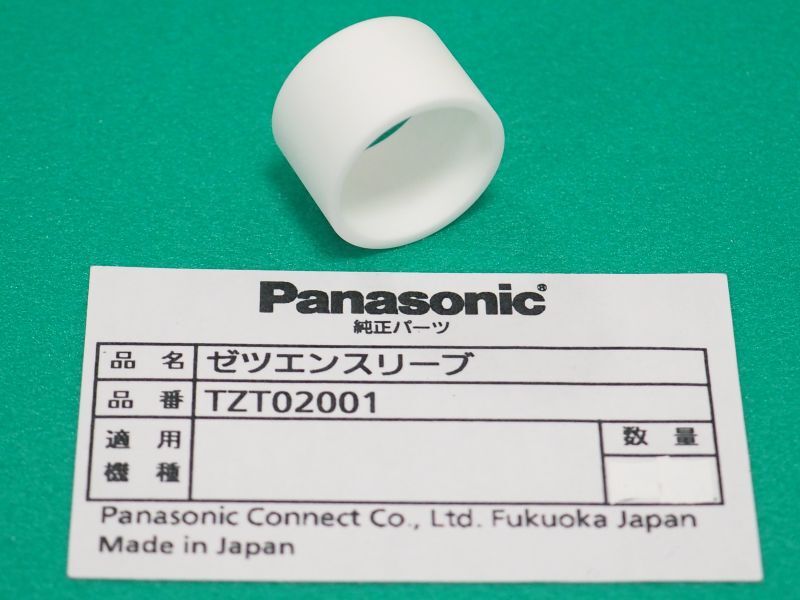 Panasonic®
純正パーツ
品名 ゼツエンスリーブ
品番 TZT02001
適用機種 数量
Panasonic Connect Co., Ltd. Fukuoka Japan
Made in Japan